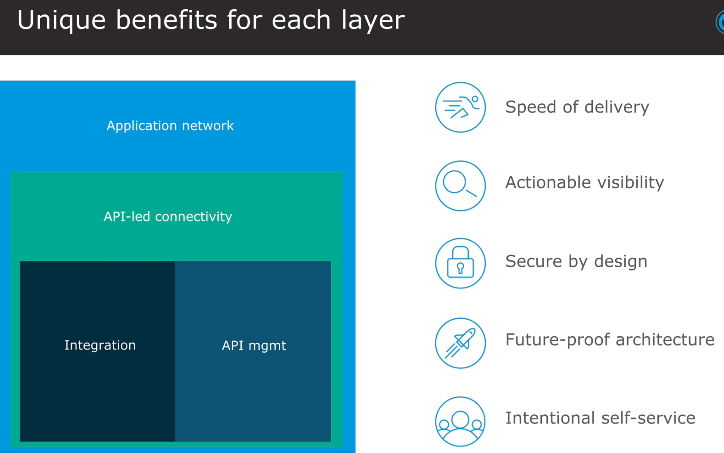 Unique benefits for each layer
Application network
API-led connectivity
Integration
API mgmt
Speed of delivery
Actionable visibility
Secure by design
Future-proof architecture
Intentional self-service